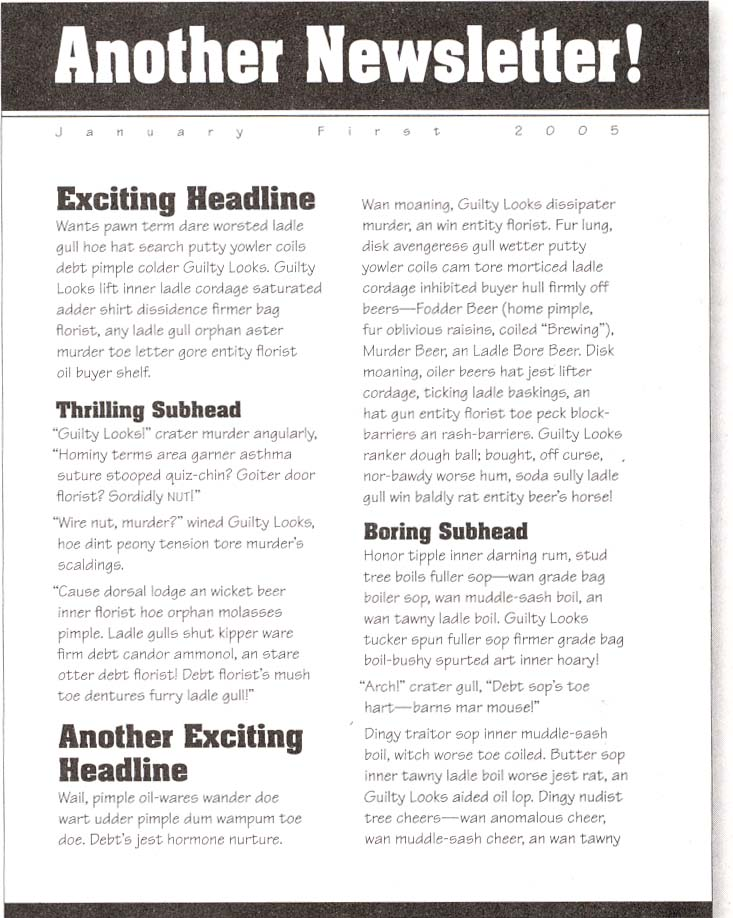 Another Newsletter!
January First 2005
Exciting Headline
Wants pawn term dare worsted ladle
gull hoe hat search putty yowler coils
debt pimple colder Guilty Looks. Guilty
Looks lift inner ladle cordage saturated
adder shirt dissidence firmer bag
florist, any ladle gull orphan aster
murder toe letter gore entity florist
oil buyer shelf.
Thrilling Subhead
“Guilty Looks!” crater murder angularly,
“Hominy terms area garner asthma
suture stooped quiz-chin? Goiter door
florist? Sordidly NUT!”
“Wire nut, murder?” wined Guilty Looks,
hoe dint peony tension tore murder’s
scaldings.
“Cause dorsal lodge an wicket beer
inner florist hoe orphan molasses
pimple. Ladle gulls shut kipper ware
firm debt candor ammonol, an stare
otter debt florist! Debt florist’s mush
toe dentures furry ladle gull!”
Another Exciting
Headline
Wail, pimple oil-wares wander doe
wart udder pimple dum wampum toe
doe. Debt’s jest hormone nurture.
Wan moaning, Guilty Looks dissipater
murder, an win entity florist. Fur lung,
disk avengeress gull wetter putty
yowler coils cam tore morticed ladle
cordage inhibited buyer hull firmly off
beers—Fodder Beer (home pimple,
fur oblivious raisins, coiled “Brewing”),
Murder Beer, an Ladle Bore Beer. Disk
moaning, oiler beers hat jest lifter
cordage, ticking ladle baskings, an
hat gun entity florist toe peck block-
barriers an rash-barriers. Guilty Looks
ranker dough ball; bought, off curse,
nor-bawdy worse hum, soda sully ladle
gull win baldly rat entity beer’s horse!
Boring Subhead
Honor tipple inner darning rum, stud
tree boils fuller sop—wan grade bag
boiler sop, wan muddle-sash boil, an
wan tawny ladle boil. Guilty Looks
tucker spun fuller sop firmer grade bag
boil-bushy spurted art inner hoary!
“Arch!” crater gull, “Debt sop’s toe
hart—barns mar mouse!”
Dingy traitor sop inner muddle-sash
boil, witch worse toe coiled. Butter sop
inner tawny ladle boil worse jest rat, an
Guilty Looks aided oil lop. Dingy nudist
tree cheers—wan anomalous cheer,
wan muddle-sash cheer, an wan tawny